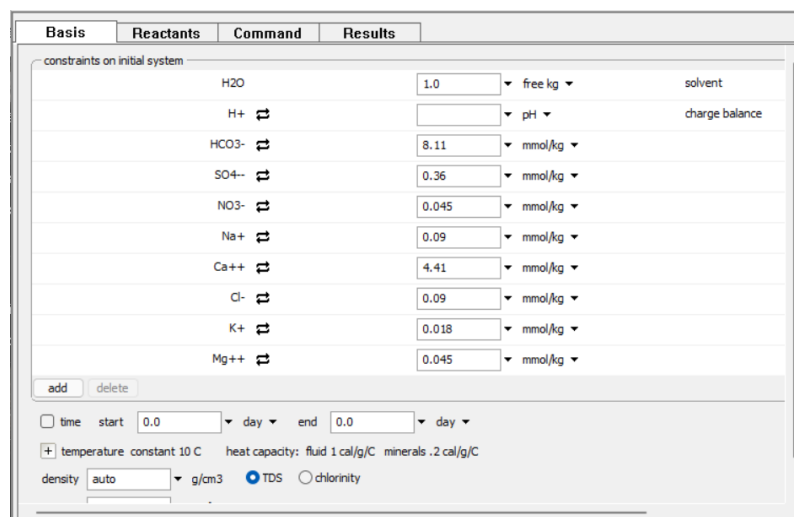 Basis Reactants Command Results
constraints on initial system
H2O 1.0 free kg solvent
H+ pH charge balance
HCO3- 8.11 mmol/kg
SO4-- 0.36 mmol/kg
NO3- 0.045 mmol/kg
Na+ 0.09 mmol/kg
Ca++ 4.41 mmol/kg
Cl- 0.09 mmol/kg
K+ 0.018 mmol/kg
Mg++ 0.045 mmol/kg
add delete
time start 0.0 day end 0.0 day
+ temperature constant 10 C heat capacity: fluid 1 cal/g/C minerals .2 cal/g/C
density auto g/cm3 TDS chlorinity